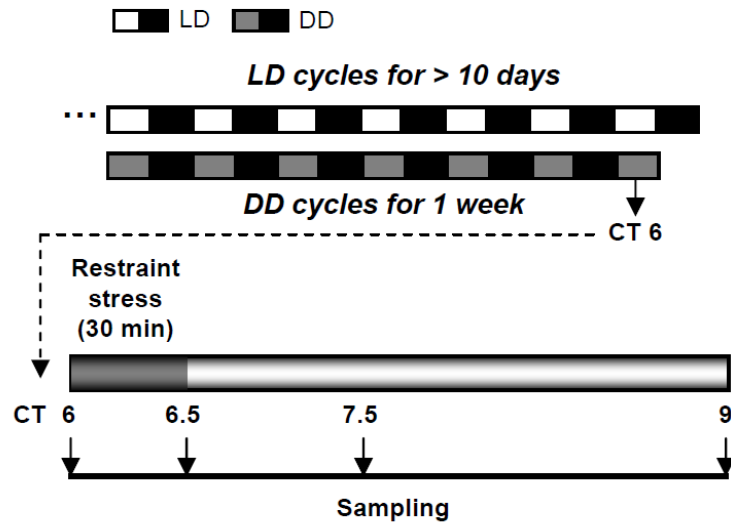 LD DD
LD cycles for > 10 days
...
DD cycles for 1 week
CT 6
Restraint
stress
(30 min)
CT 6 6.5 7.5 9
Sampling